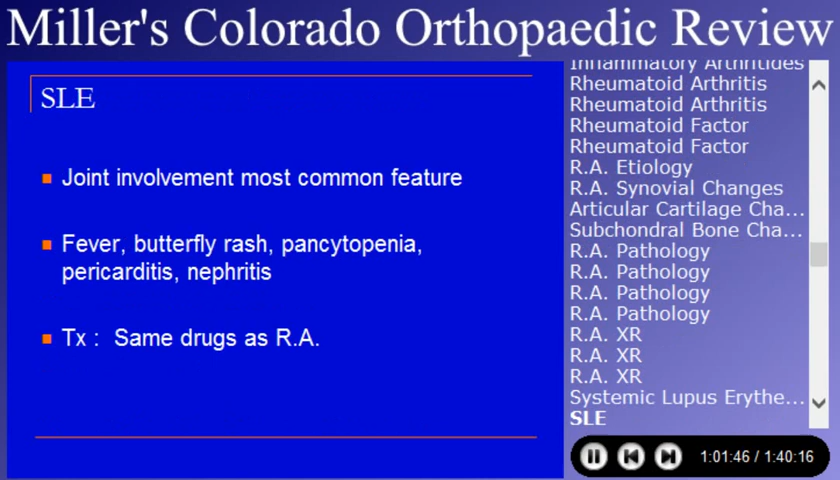 Miller's Colorado Orthopaedic Review
SLE
Joint involvement most common feature
Fever, butterfly rash, pancytopenia,
pericarditis, nephritis
Tx : Same drugs as R.A.
Inflammatory Arthritides
Rheumatoid Arthritis
Rheumatoid Arthritis
Rheumatoid Factor
Rheumatoid Factor
R.A. Etiology
R.A. Synovial Changes
Articular Cartilage Cha...
Subchondral Bone Cha...
R.A. Pathology
R.A. Pathology
R.A. Pathology
R.A. Pathology
R.A. XR
R.A. XR
R.A. XR
Systemic Lupus Erythe...
SLE
1:01:46 / 1:40:16